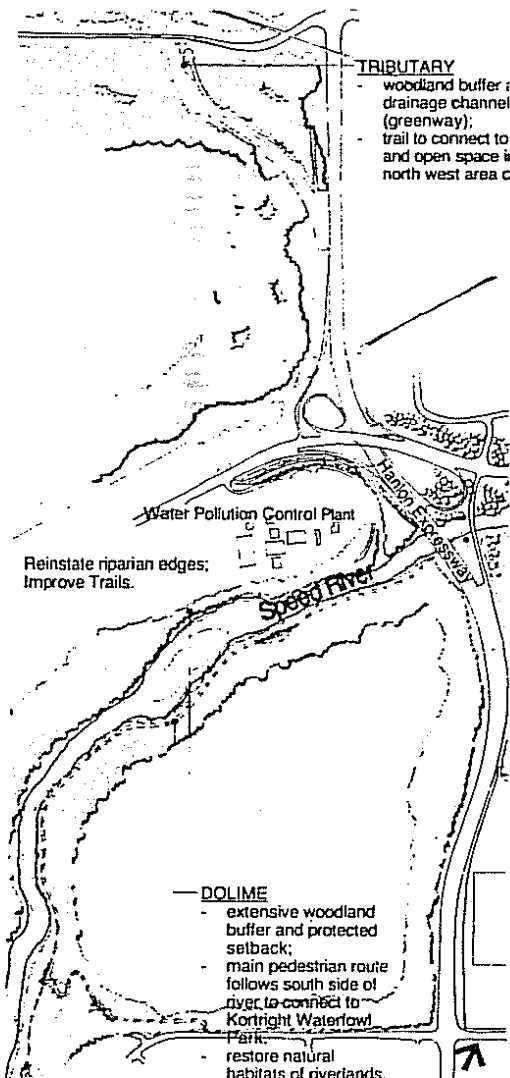 TRIBUTARY
- woodland buffer
drainage channel
(greenway);
- trail to connect to
and open space
north west area
Hanlon Expressway
Water Pollution Control Plant
Reinstate riparian edges;
Improve Trails.
Speed River
DOLIME
- extensive woodland
buffer and protected
setback;
- main pedestrian route
follows south side of
river to connect to
Kortright Waterfowl
Park;
- restore natural
habitats of riverlands.